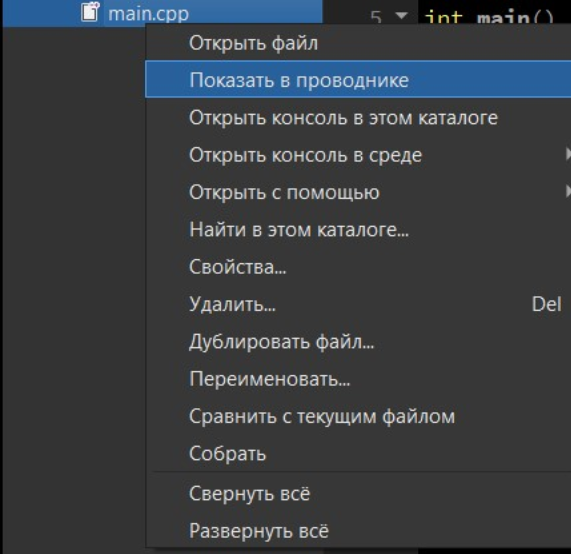 main.cpp
5 int main()
Открыть файл
Показать в проводнике
Открыть консоль в этом каталоге
Открыть консоль в среде
Открыть с помощью
Найти в этом каталоге...
Свойства...
Удалить... Del
Дублировать файл...
Переименовать...
Сравнить с текущим файлом
Собрать
Свернуть всё
Развернуть всё